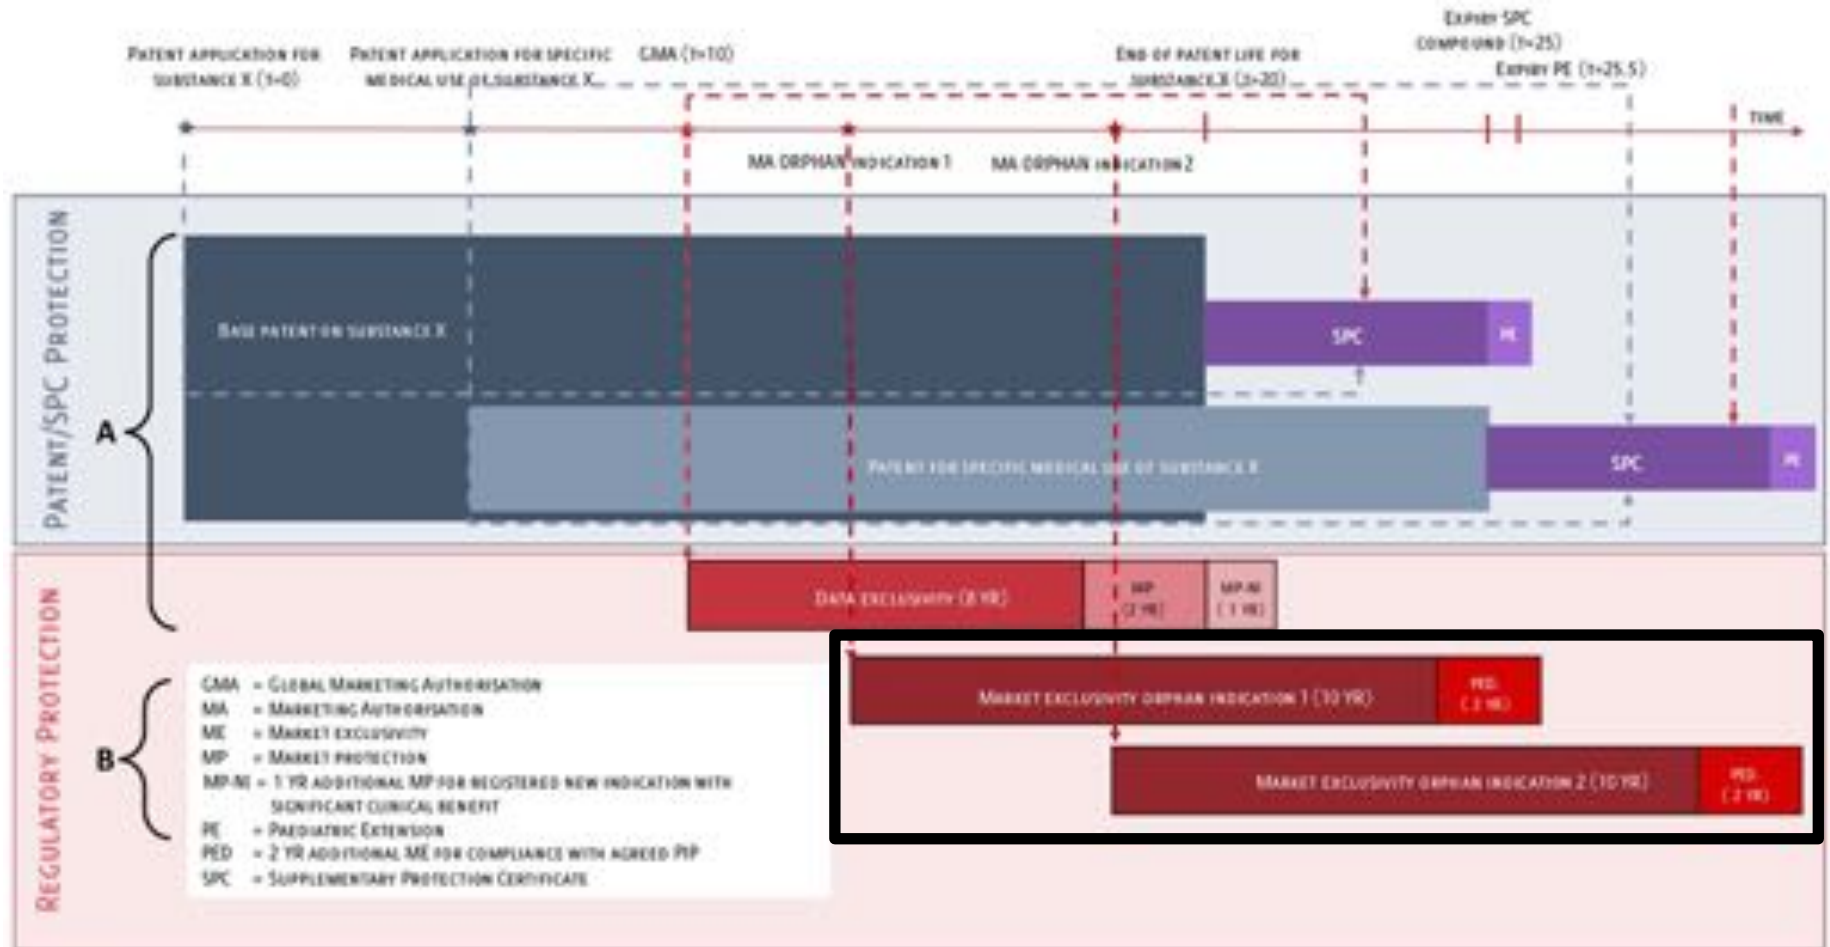 EXPIRY SPC
COMPOUND (T=25)
PATENT APPLICATION FOR
SUBSTANCE X (T=0)
PATENT APPLICATION FOR SPECIFIC
MEDICAL USE OF SUBSTANCE X
GMA (T=10)
END OF PATENT LIFE FOR
SUBSTANCE X (T=20)
EXPIRY PE (T=25.5)
TIME
MA ORPHAN INDICATION 1
MA ORPHAN INDICATION 2
PATENT/SPC PROTECTION
A
BASE PATENT ON SUBSTANCE X
SPC
PE
PATENT FOR SPECIFIC MEDICAL USE OF SUBSTANCE X
SPC
PE
REGULATORY PROTECTION
DATA EXCLUSIVITY (8 YR)
MP
(2 YR)
MP-NI
(1 YR)
MARKET EXCLUSIVITY ORPHAN INDICATION 1 (10 YR)
PED
(2 YR)
MARKET EXCLUSIVITY ORPHAN INDICATION 2 (10 YR)
PED
(2 YR)
B
GMA = GLOBAL MARKETING AUTHORISATION
MA = MARKETING AUTHORISATION
ME = MARKET EXCLUSIVITY
MP = MARKET PROTECTION
MP-NI = 1 YR ADDITIONAL MP FOR REGISTERED NEW INDICATION WITH
SIGNIFICANT CLINICAL BENEFIT
PE = PAEDIATRIC EXTENSION
PED = 2 YR ADDITIONAL ME FOR COMPLIANCE WITH AGREED PIP
SPC = SUPPLEMENTARY PROTECTION CERTIFICATE